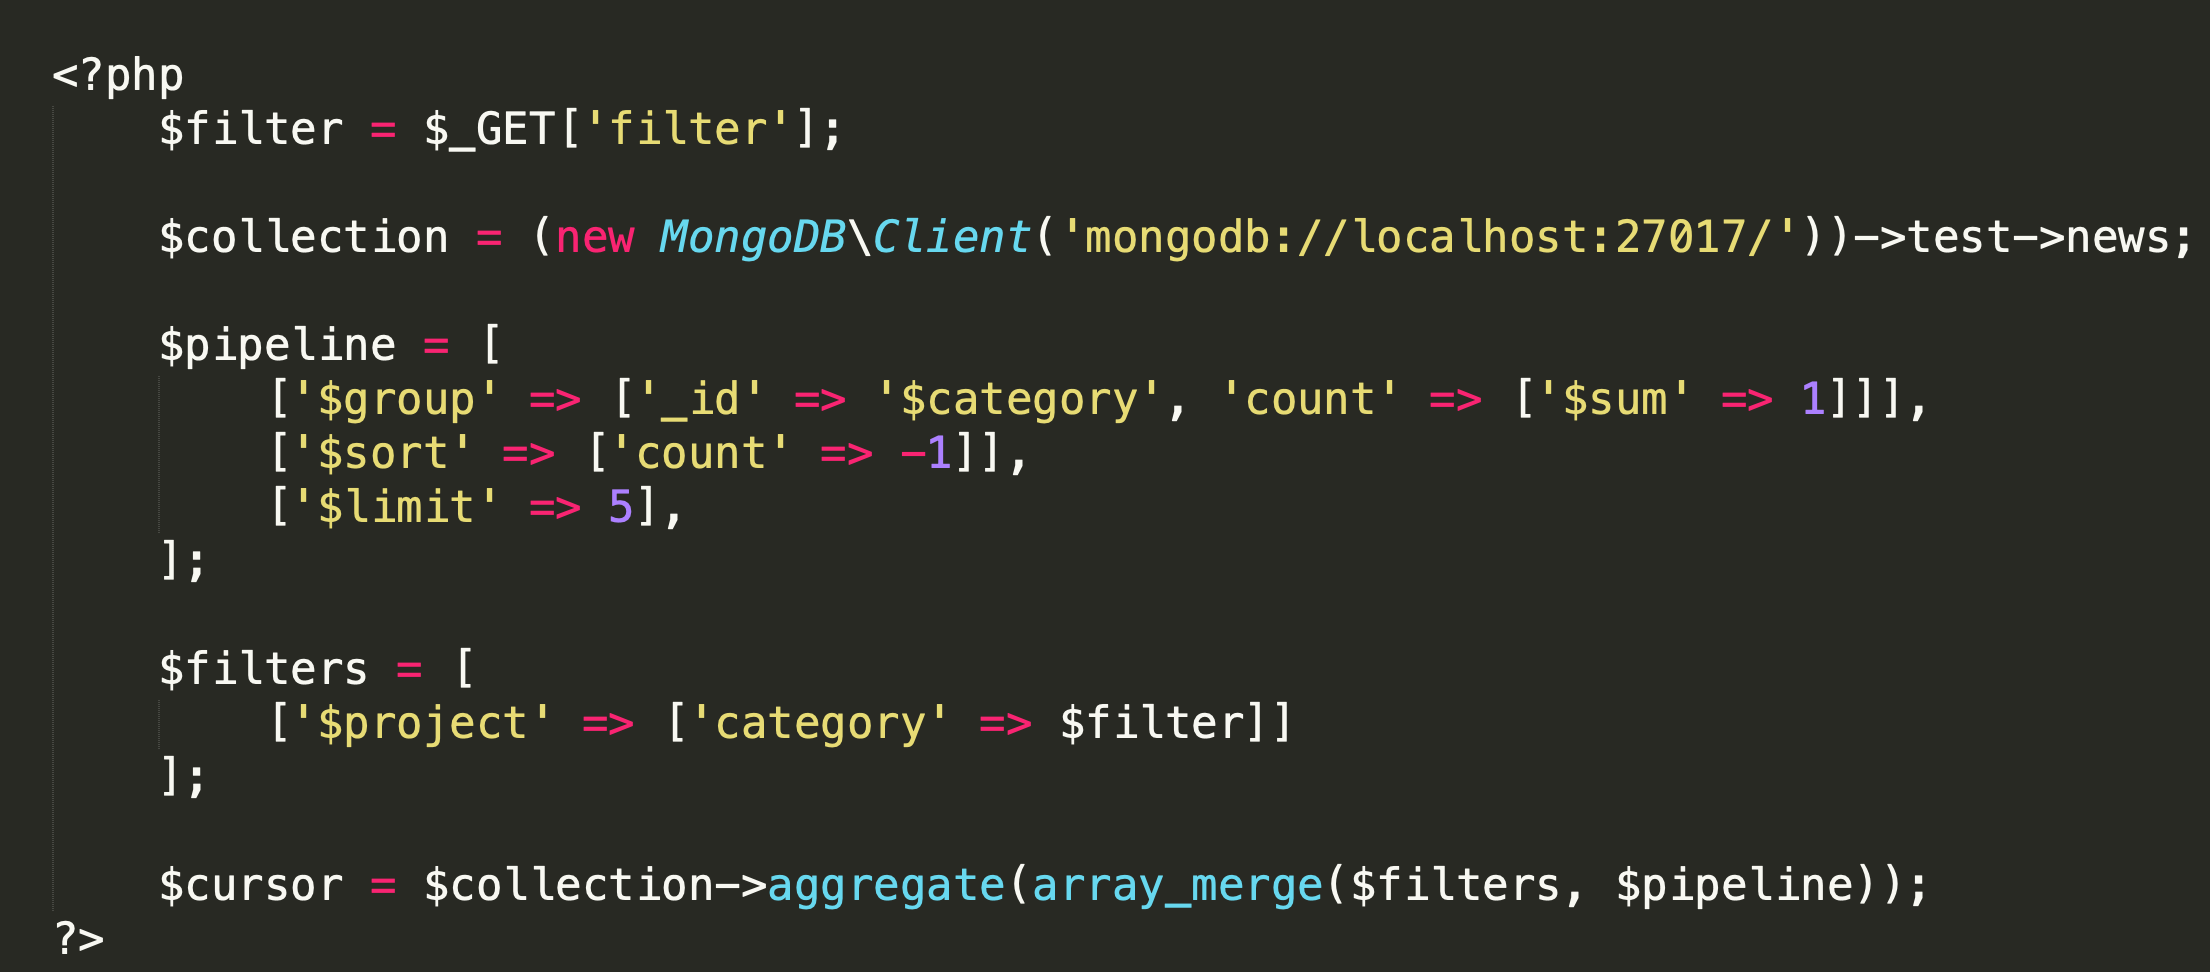 <?php
    $filter = $_GET['filter'];
    $collection = (new MongoDB\Client('mongodb://localhost:27017/'))->test->news;
    $pipeline = [
        ['$group' => ['_id' => '$category', 'count' => ['$sum' => 1]]],
        ['$sort' => ['count' => -1]],
        ['$limit' => 5],
    ];
    $filters = [
        ['$project' => ['category' => $filter]]
    ];
    $cursor = $collection->aggregate(array_merge($filters, $pipeline));
?>